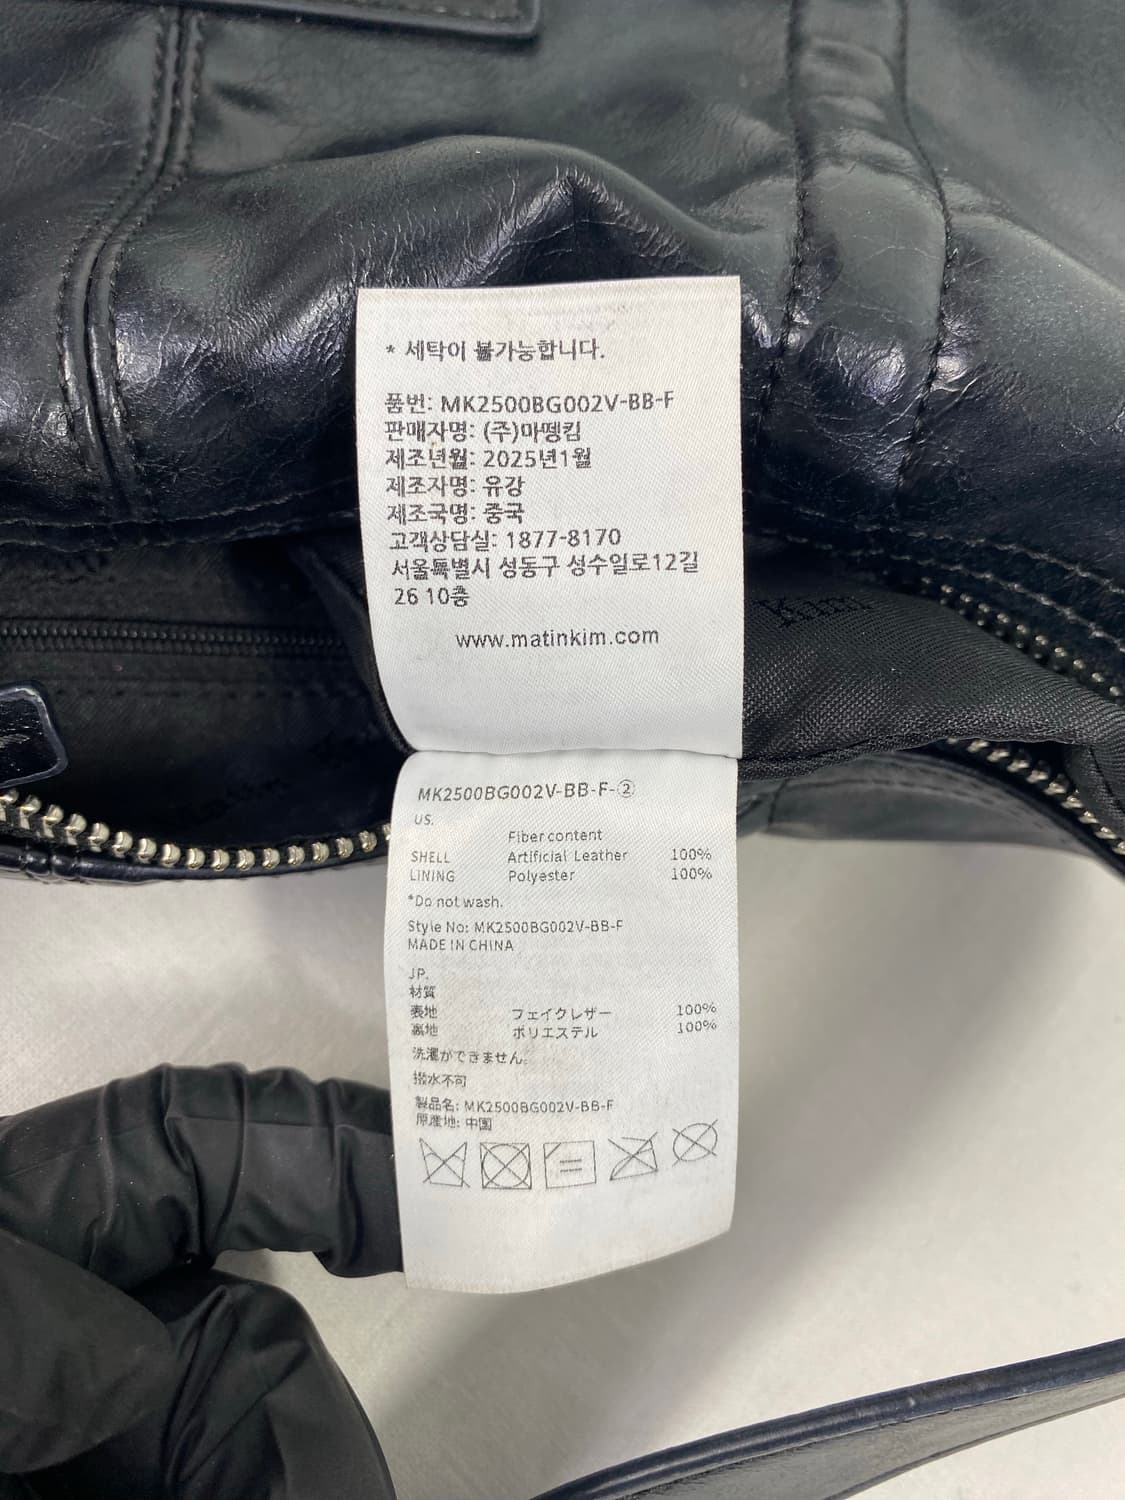 * 세탁이 불가능합니다.
품번: MK2500BG002V-BB-F
판매자명: (주)마뗑킴
제조년월: 2025년1월
제조자명: 유강
제조국명: 중국
고객상담실: 1877-8170
서울특별시 성동구 성수일로12길
26 10층
www.matinkim.com
Kim
MK2500BG002V-BB-F-②
US.
Fiber content
SHELL Artificial Leather 100%
LINING Polyester 100%
*Do not wash.
Style No: MK2500BG002V-BB-F
MADE IN CHINA
JP.
材質
表地 フェイクレザー 100%
裏地 ポリエステル 100%
洗濯ができません。
撥水不可
製品名: MK2500BG002V-BB-F
原産地: 中国